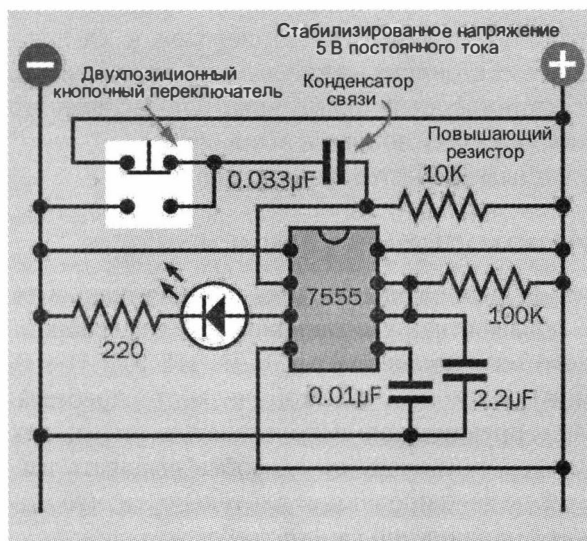 Стабилизированное напряжение
5 В постоянного тока
−
+
Двухпозиционный
кнопочный переключатель
Конденсатор
связи
Повышающий
резистор
0.033µF
10K
7555
220
100K
0.01µF
2.2µF